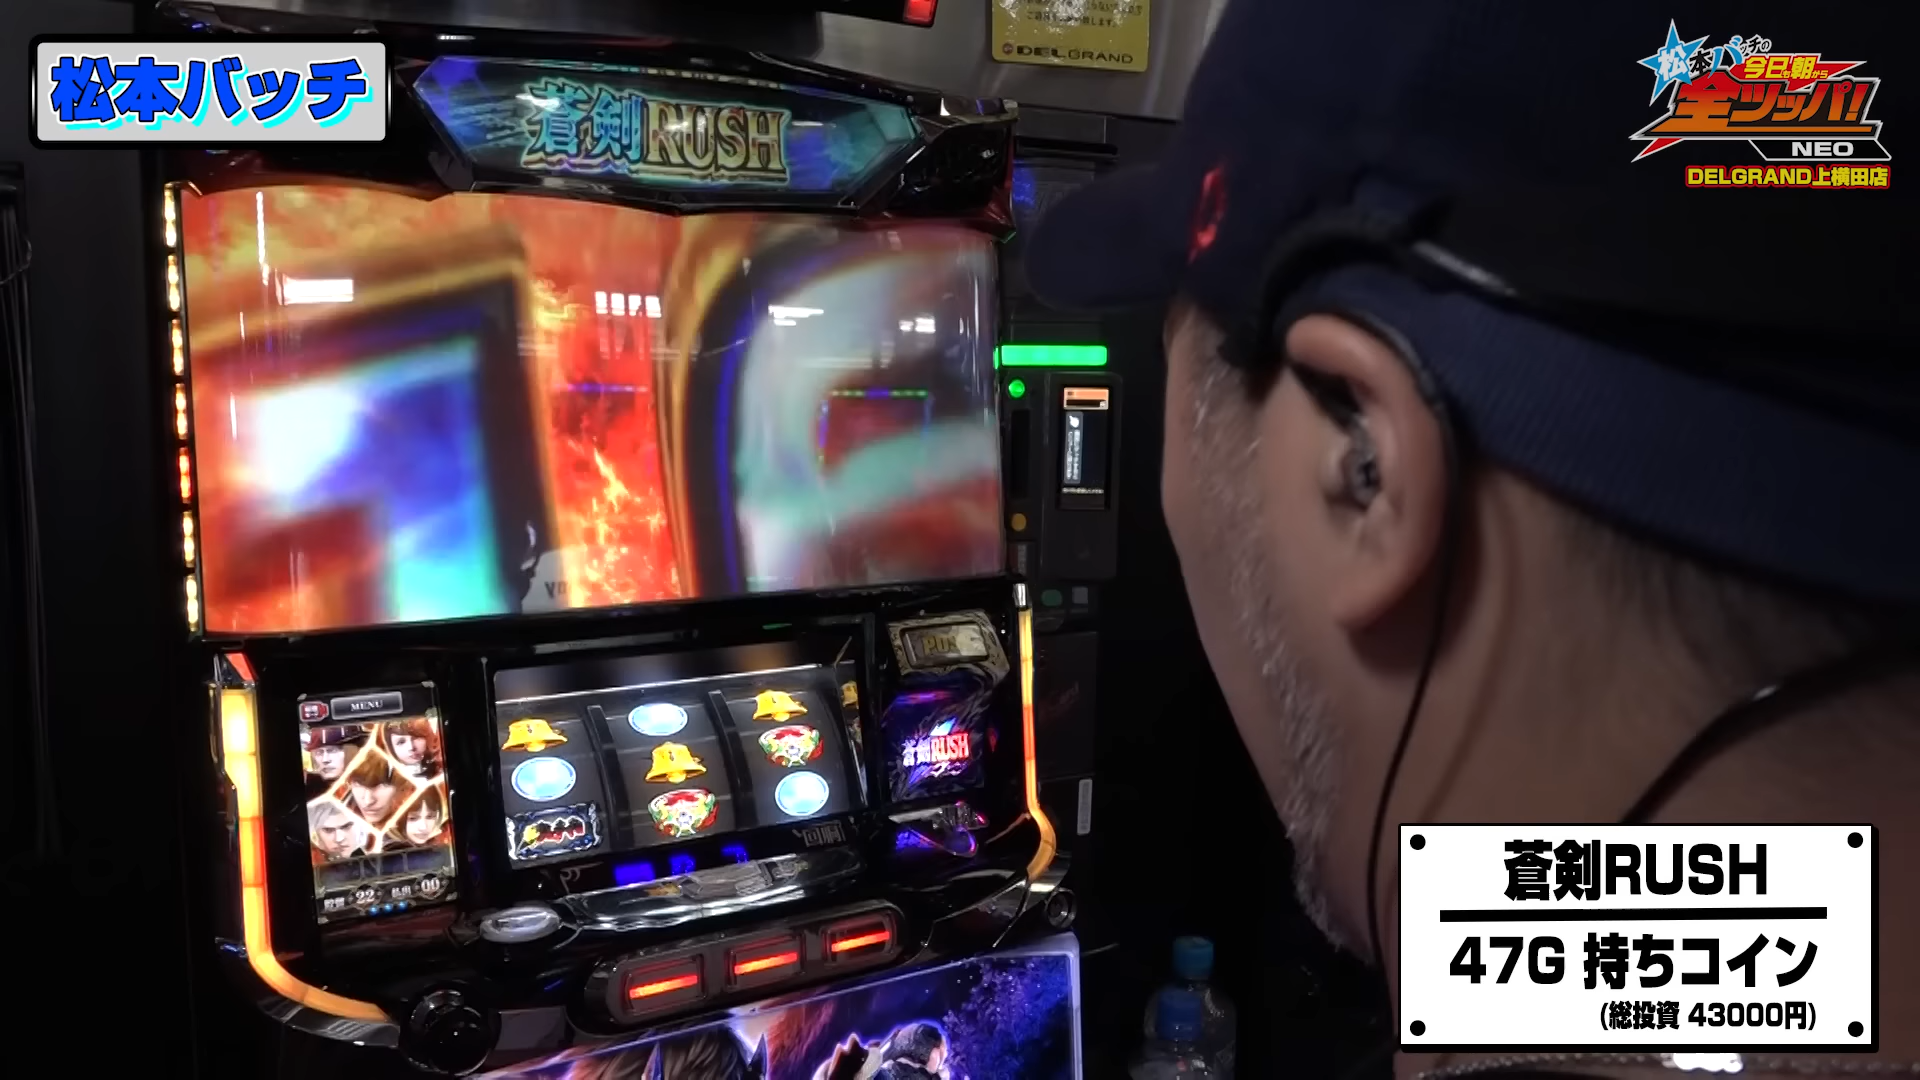 松本バッチ
DELGRAND
松本バッチの
今日も朝から
全ツッパ!
NEO
DELGRAND上横田店
蒼剣RUSH
MENU
蒼剣RUSH
22
00
蒼剣RUSH
47G 持ちコイン
(総投資 43000円)